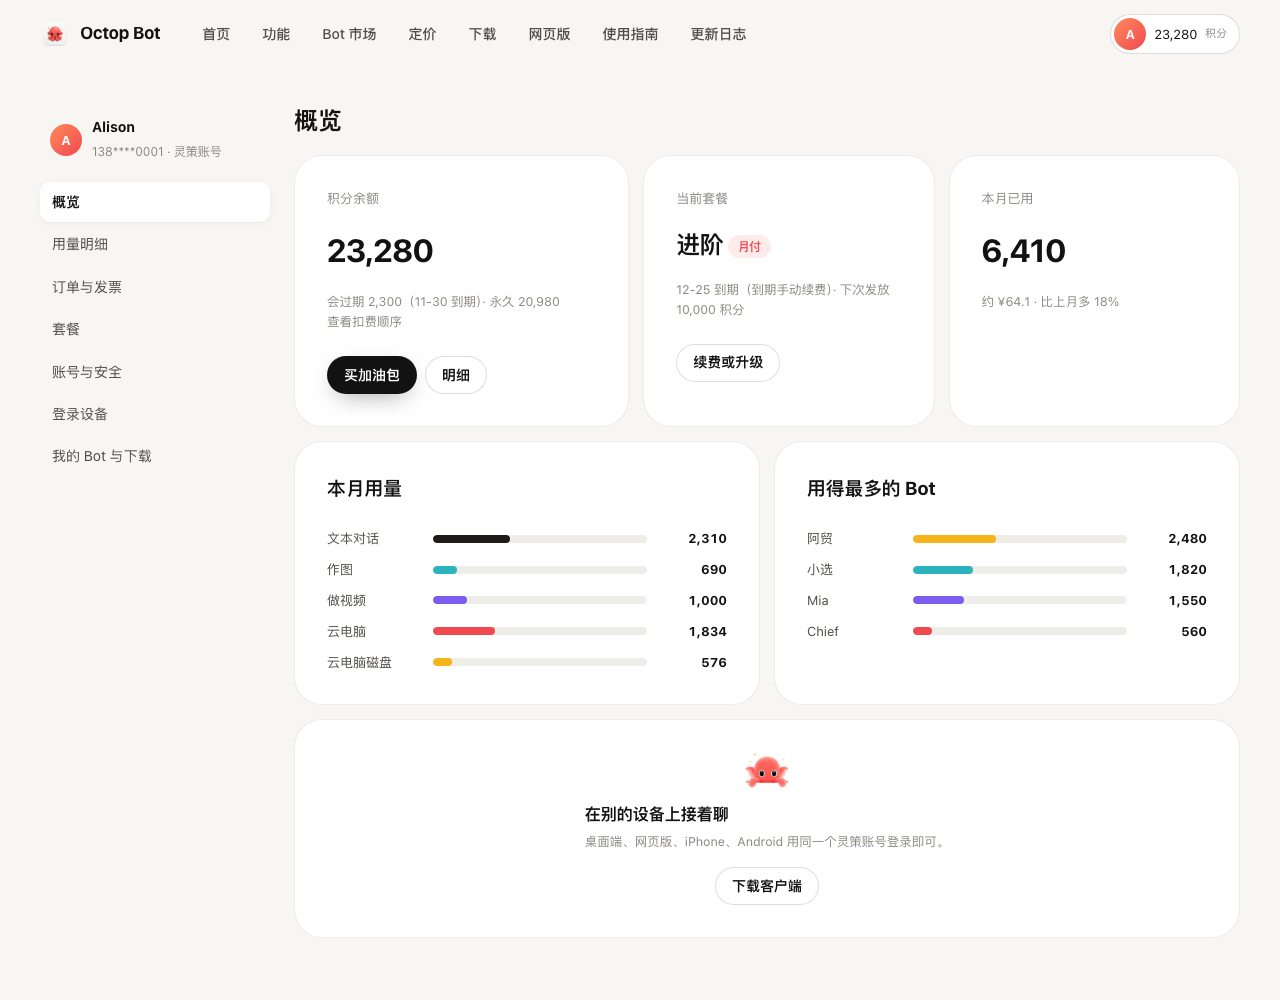 Octop Bot
首页
功能
Bot 市场
定价
下载
网页版
使用指南
更新日志
A
23,280 积分
A
Alison
138****0001 · 灵策账号
概览
用量明细
订单与发票
套餐
账号与安全
登录设备
我的 Bot 与下载
概览
积分余额
23,280
会过期 2,300（11-30 到期）· 永久 20,980
查看扣费顺序
买加油包
明细
当前套餐
进阶 月付
12-25 到期（到期手动续费）· 下次发放
10,000 积分
续费或升级
本月已用
6,410
约 ¥64.1 · 比上月多 18%
本月用量
文本对话 2,310
作图 690
做视频 1,000
云电脑 1,834
云电脑磁盘 576
用得最多的 Bot
阿贸 2,480
小选 1,820
Mia 1,550
Chief 560
在别的设备上接着聊
桌面端、网页版、iPhone、Android 用同一个灵策账号登录即可。
下载客户端